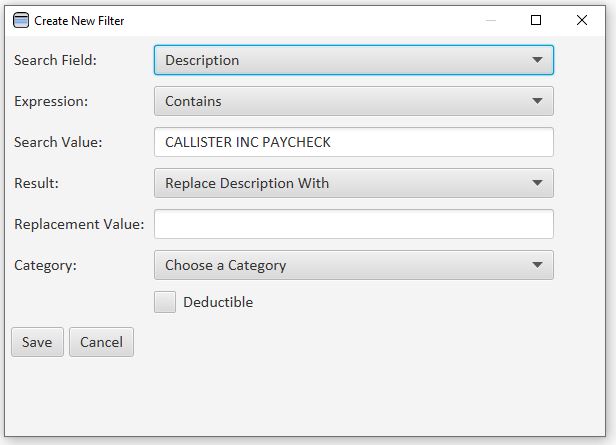 Create New Filter
Search Field: Description
Expression: Contains
Search Value: CALLISTER INC PAYCHECK
Result: Replace Description With
Replacement Value:
Category: Choose a Category
Deductible
Save Cancel